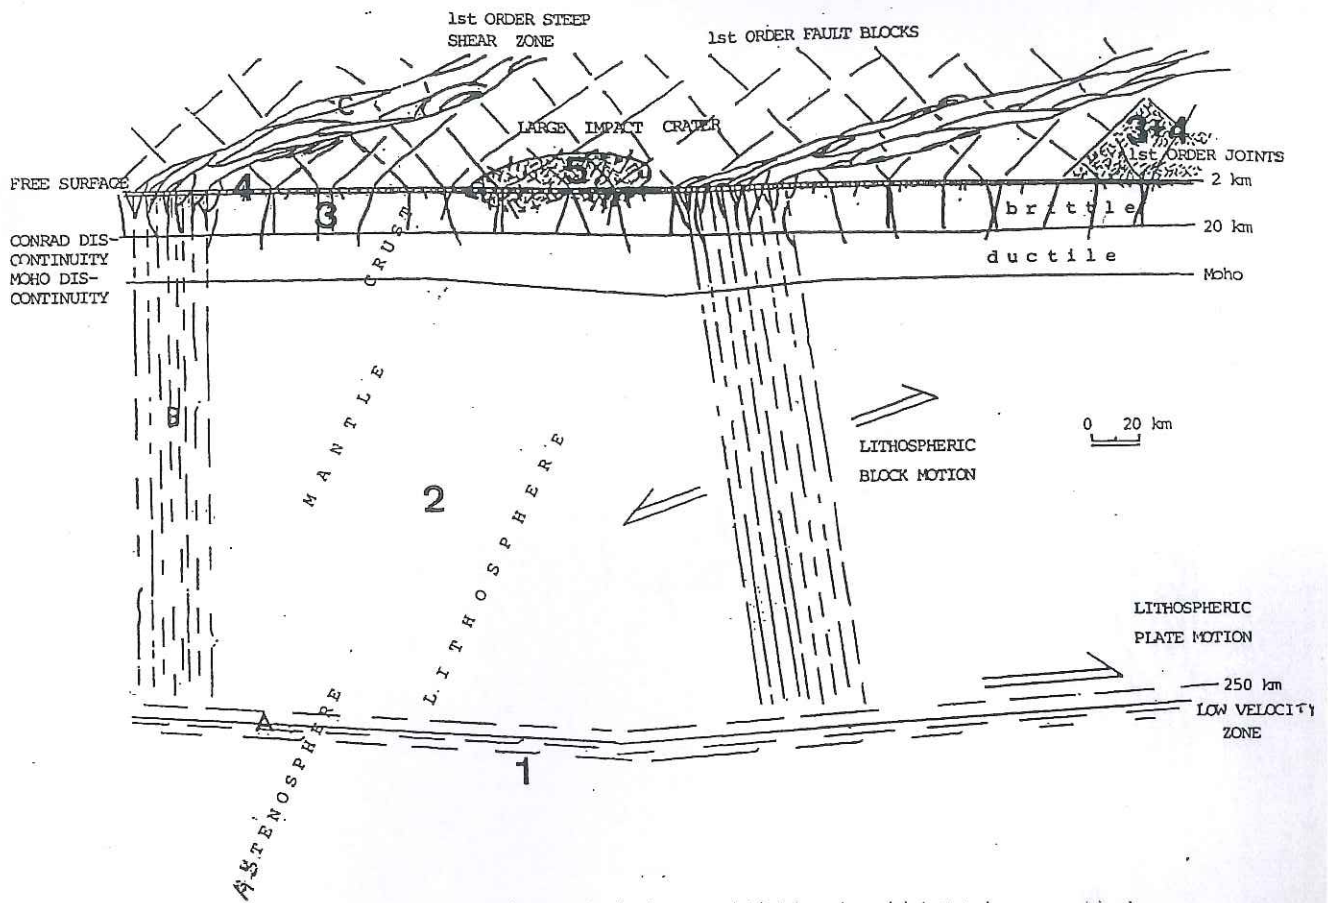 1st ORDER STEEP
SHEAR ZONE
1st ORDER FAULT BLOCKS
C
LARGE IMPACT CRATER
5
3+4
1st ORDER JOINTS
FREE SURFACE
4
2 km
3
brittle
20 km
CONRAD DIS-
CONTINUITY
ductile
MOHO DIS-
CONTINUITY
Moho
CRUST
MANTLE
B
0 20 km
LITHOSPHERIC
BLOCK MOTION
2
LITHOSPHERE
LITHOSPHERIC
PLATE MOTION
250 km
LOW VELOCITY
ZONE
A
1
ASTENOSPHERE